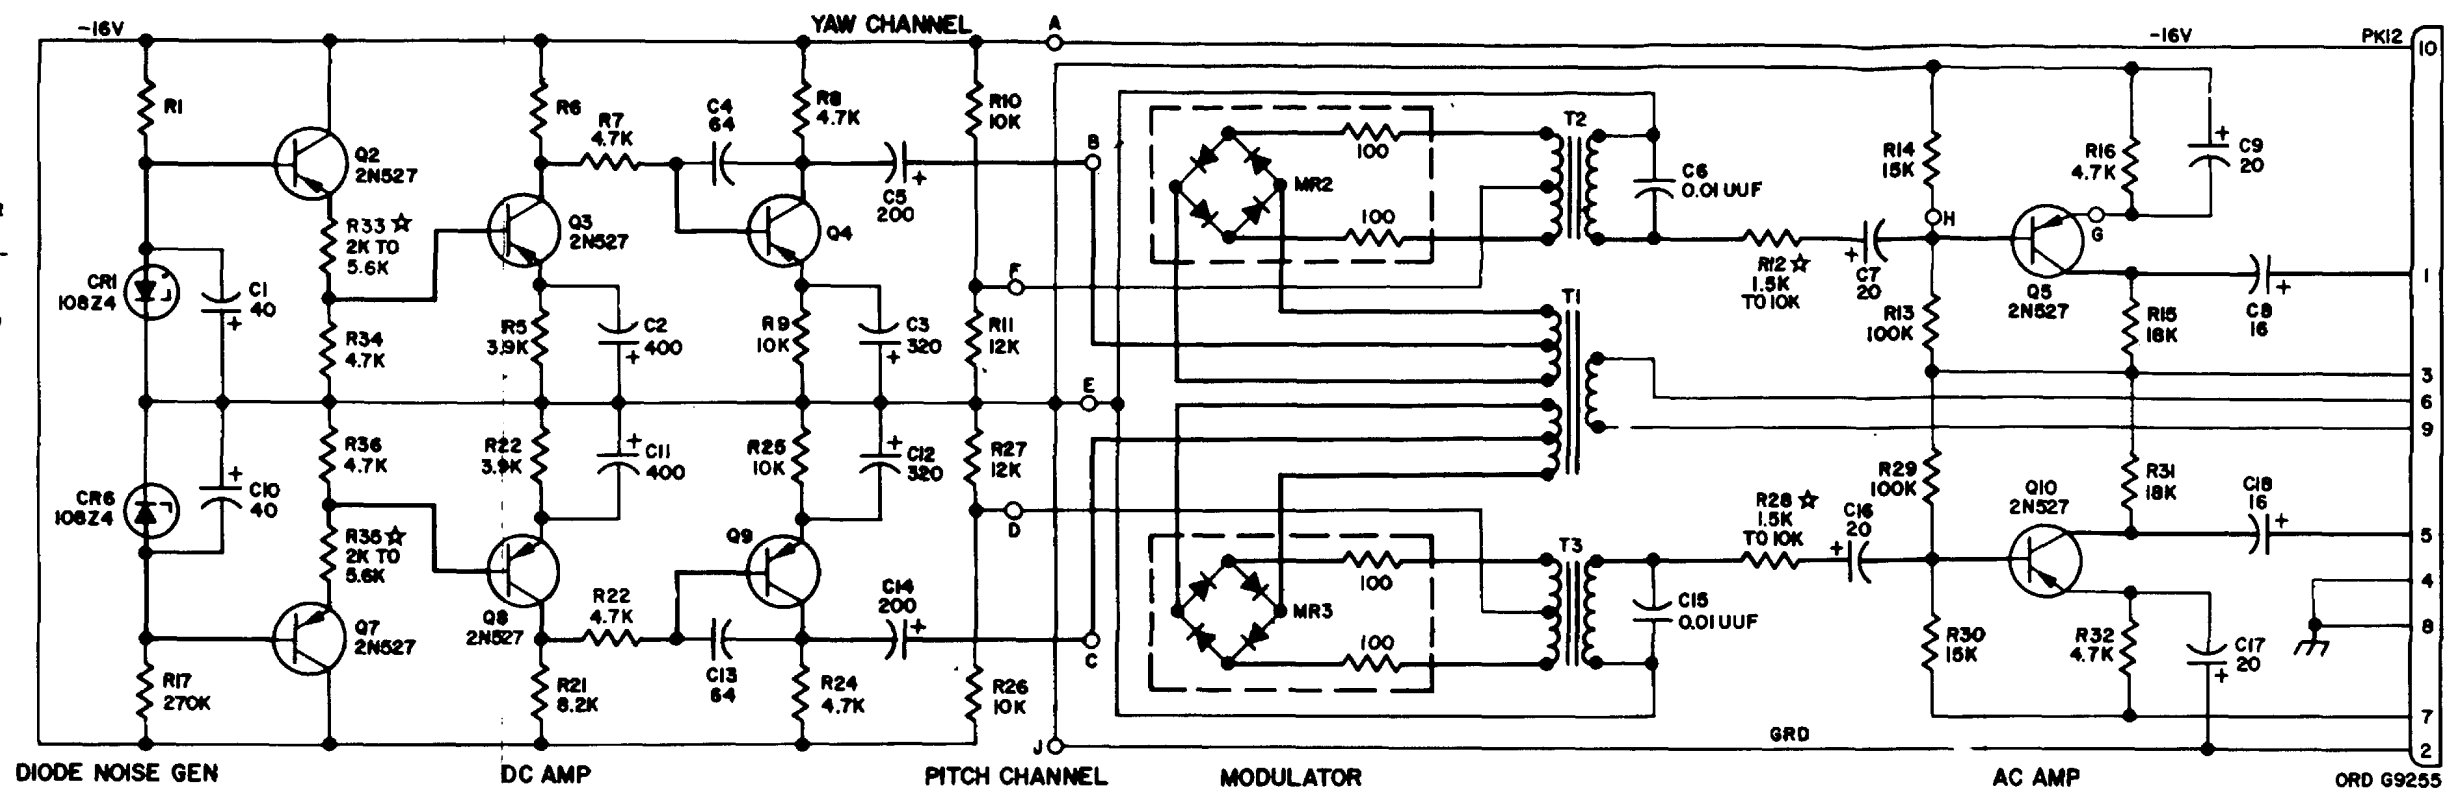 YAW CHANNEL
A
-16V
-16V
PK12
10
R1
R6
R7
4.7K
C4
64
R8
4.7K
R10
10K
B
T2
100
MR2
C6
0.01UUF
R14
15K
R16
4.7K
C9
20
+
Q2
2N527
R33☆
2K TO
5.6K
Q3
2N527
Q4
C5
200
+
100
H
G
F
R12☆
1.5K
TO 10K
+
C7
20
Q5
2N527
C8
16
+
1
CR1
108Z4
C1
40
+
R34
4.7K
R5
3.9K
C2
400
+
R9
10K
C3
320
+
R11
12K
T1
R13
100K
R15
18K
3
E
6
9
R36
4.7K
R22
3.9K
C11
400
+
R25
10K
C12
320
+
R27
12K
R29
100K
R31
18K
CR6
108Z4
C10
40
+
D
R35☆
2K TO
5.6K
Q9
T3
R28☆
1.5K
TO 10K
C16
20
+
Q10
2N527
C18
16
+
5
100
4
Q7
2N527
Q8
2N527
R22
4.7K
C14
200
+
MR3
C15
0.01UUF
8
100
C
C13
64
R30
15K
R32
4.7K
C17
20
+
R17
270K
R21
8.2K
R24
4.7K
R26
10K
7
J
GRD
2
DIODE NOISE GEN
DC AMP
PITCH CHANNEL
MODULATOR
AC AMP
ORD G9255